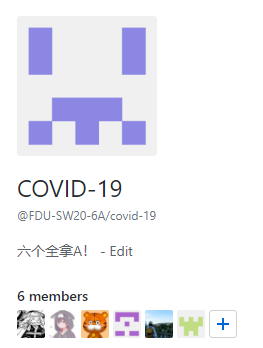 COVID-19
@FDU-SW20-6A/covid-19
六个全拿A！ - Edit
6 members